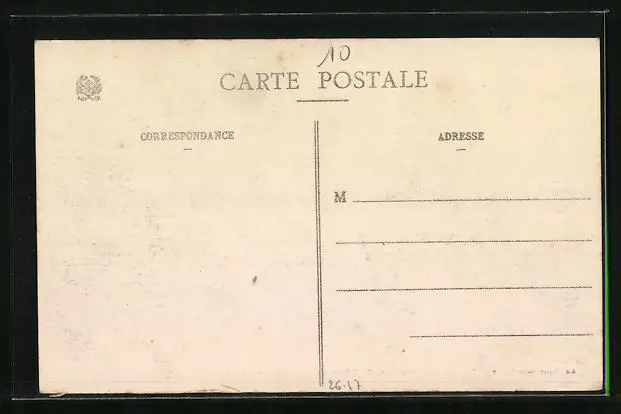 10
CARTE POSTALE
CORRESPONDANCE
ADRESSE
M
26-17